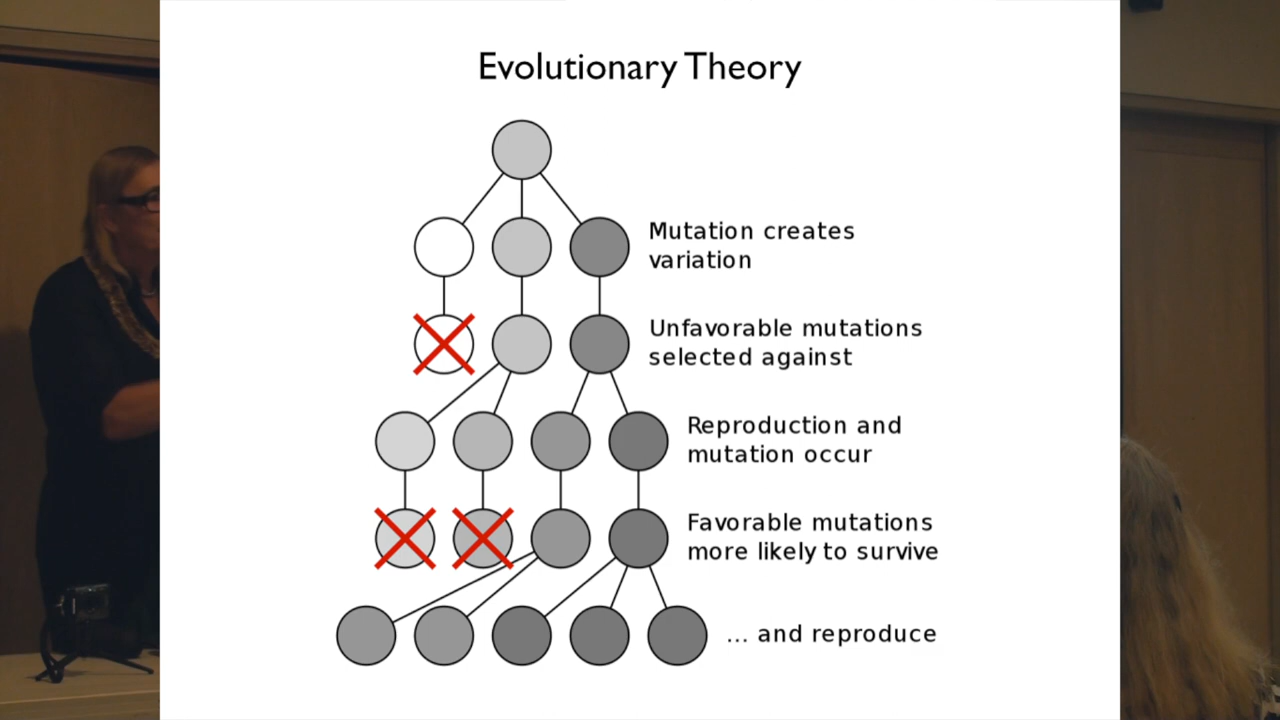 Evolutionary Theory
Mutation creates
variation
Unfavorable mutations
selected against
Reproduction and
mutation occur
Favorable mutations
more likely to survive
... and reproduce